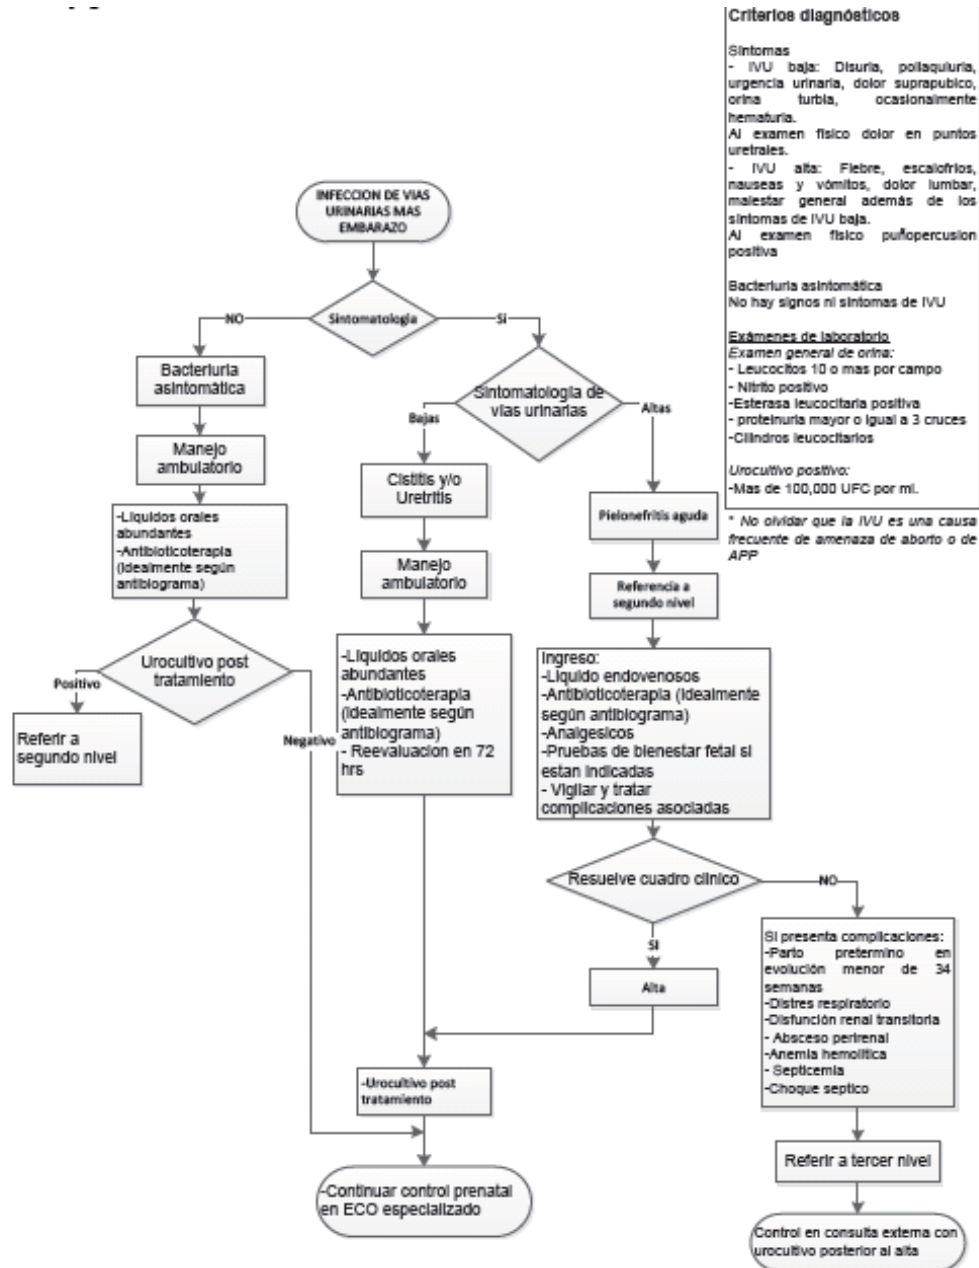 Criterios diagnósticos
Síntomas
- IVU baja: Disuria, poliaquiuria,
urgencia urinaria, dolor suprapubico,
orina turbia, ocasionalmente
hematuria.
Al examen fisico dolor en puntos
uretrales.
- IVU alta: Fiebre, escalofrios,
nauseas y vómitos, dolor lumbar,
malestar general además de los
sintomas de IVU baja.
Al examen fisico puñopercusion
positiva
Bacteriuria asintomática
No hay signos ni sintomas de IVU
Exámenes de laboratorio
Examen general de orina:
- Leucocitos 10 o mas por campo
- Nitrito positivo
-Esterasa leucocitaria positiva
- proteinuria mayor o igual a 3 cruces
-Cilindros leucocitarios
Urocultivo positivo:
-Mas de 100,000 UFC por ml.
* No olvidar que la IVU es una causa
frecuente de amenaza de aborto o de
APP
INFECCION DE VIAS
URINARIAS MAS
EMBARAZO
Sintomatologia
NO
Si
Bacteriuria
asintomática
Manejo
ambulatorio
-Liquidos orales
abundantes
-Antibioticoterapia
(idealmente según
antibiograma)
Urocultivo post
tratamiento
Positivo
Negativo
Referir a
segundo nivel
Sintomatologia de
vias urinarias
Bajas
Altas
Cistitis y/o
Uretritis
Manejo
ambulatorio
-Liquidos orales
abundantes
-Antibioticoterapia
(idealmente según
antibiograma)
- Reevaluacion en 72
hrs
Pielonefritis aguda
Referencia a
segundo nivel
Ingreso:
-Liquido endovenosos
-Antibioticoterapia (idealmente
según antibiograma)
-Analgesicos
-Pruebas de bienestar fetal si
estan indicadas
- Vigilar y tratar
complicaciones asociadas
Resuelve cuadro clinico
NO
SI
Alta
Si presenta complicaciones:
-Parto pretermino en
evolución menor de 34
semanas
-Distres respiratorio
-Disfunción renal transitoria
- Absceso perirenal
-Anemia hemolitica
- Septicemia
-Choque septico
-Urocultivo post
tratamiento
-Continuar control prenatal
en ECO especializado
Referir a tercer nivel
Control en consulta externa con
urocultivo posterior al alta